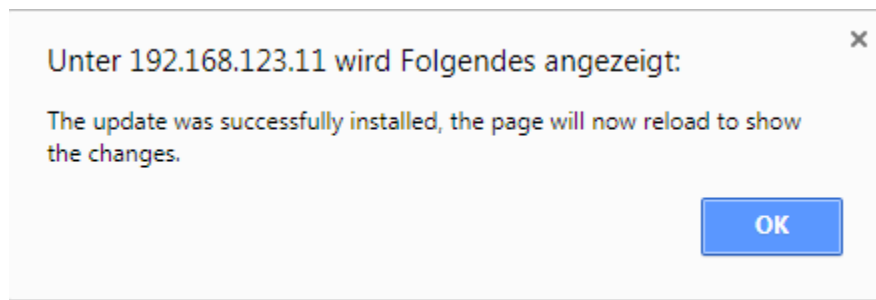 Unter 192.168.123.11 wird Folgendes angezeigt:
The update was successfully installed, the page will now reload to show
the changes.
OK